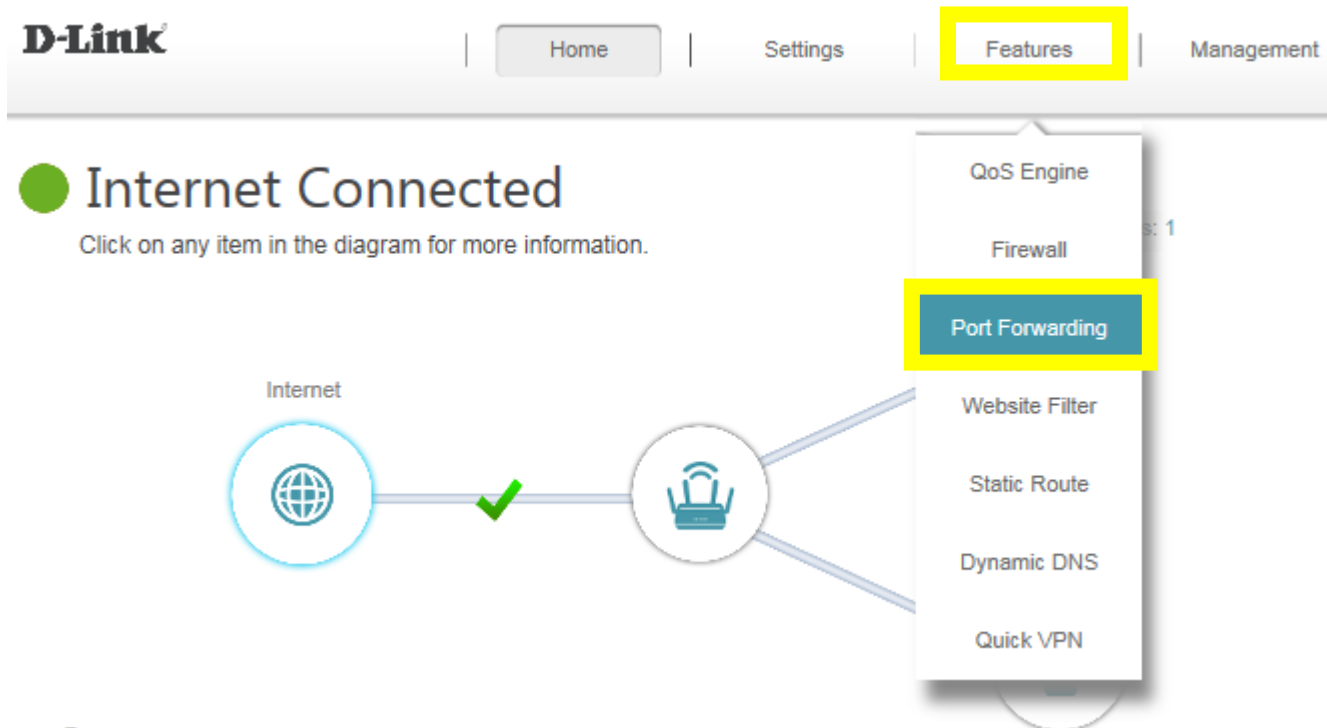 D-Link
Home
Settings
Features
Management
Internet Connected
Click on any item in the diagram for more information.
QoS Engine
s: 1
Firewall
Port Forwarding
Internet
Website Filter
Static Route
Dynamic DNS
Quick VPN